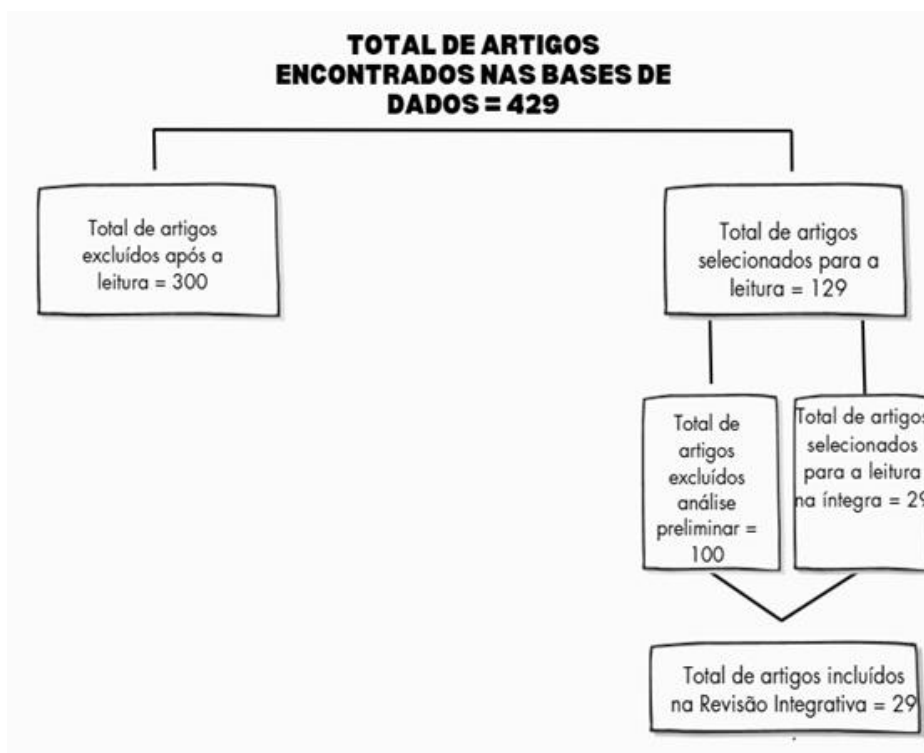 TOTAL DE ARTIGOS
ENCONTRADOS NAS BASES DE
DADOS = 429
Total de artigos
excluídos após a
leitura = 300
Total de artigos
selecionados para a
leitura = 129
Total de
artigos
excluídos
análise
preliminar =
100
Total de artigos
selecionados
para a leitura
na íntegra = 29
Total de artigos incluídos
na Revisão Integrativa = 29